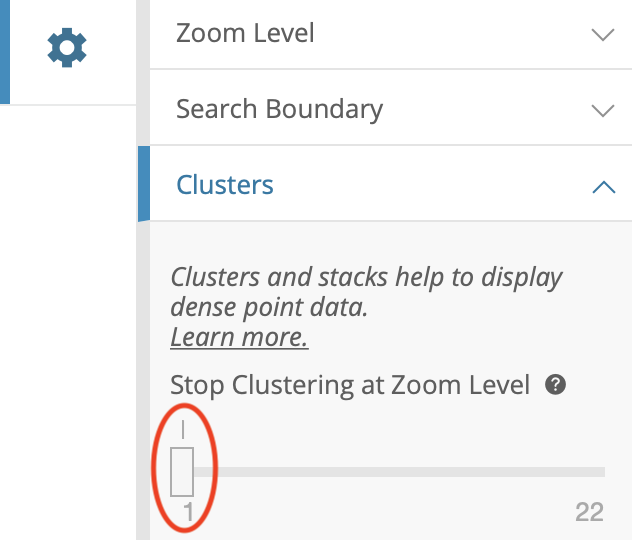 Zoom Level
Search Boundary
Clusters
Clusters and stacks help to display
dense point data.
Learn more.
Stop Clustering at Zoom Level ?
1
22